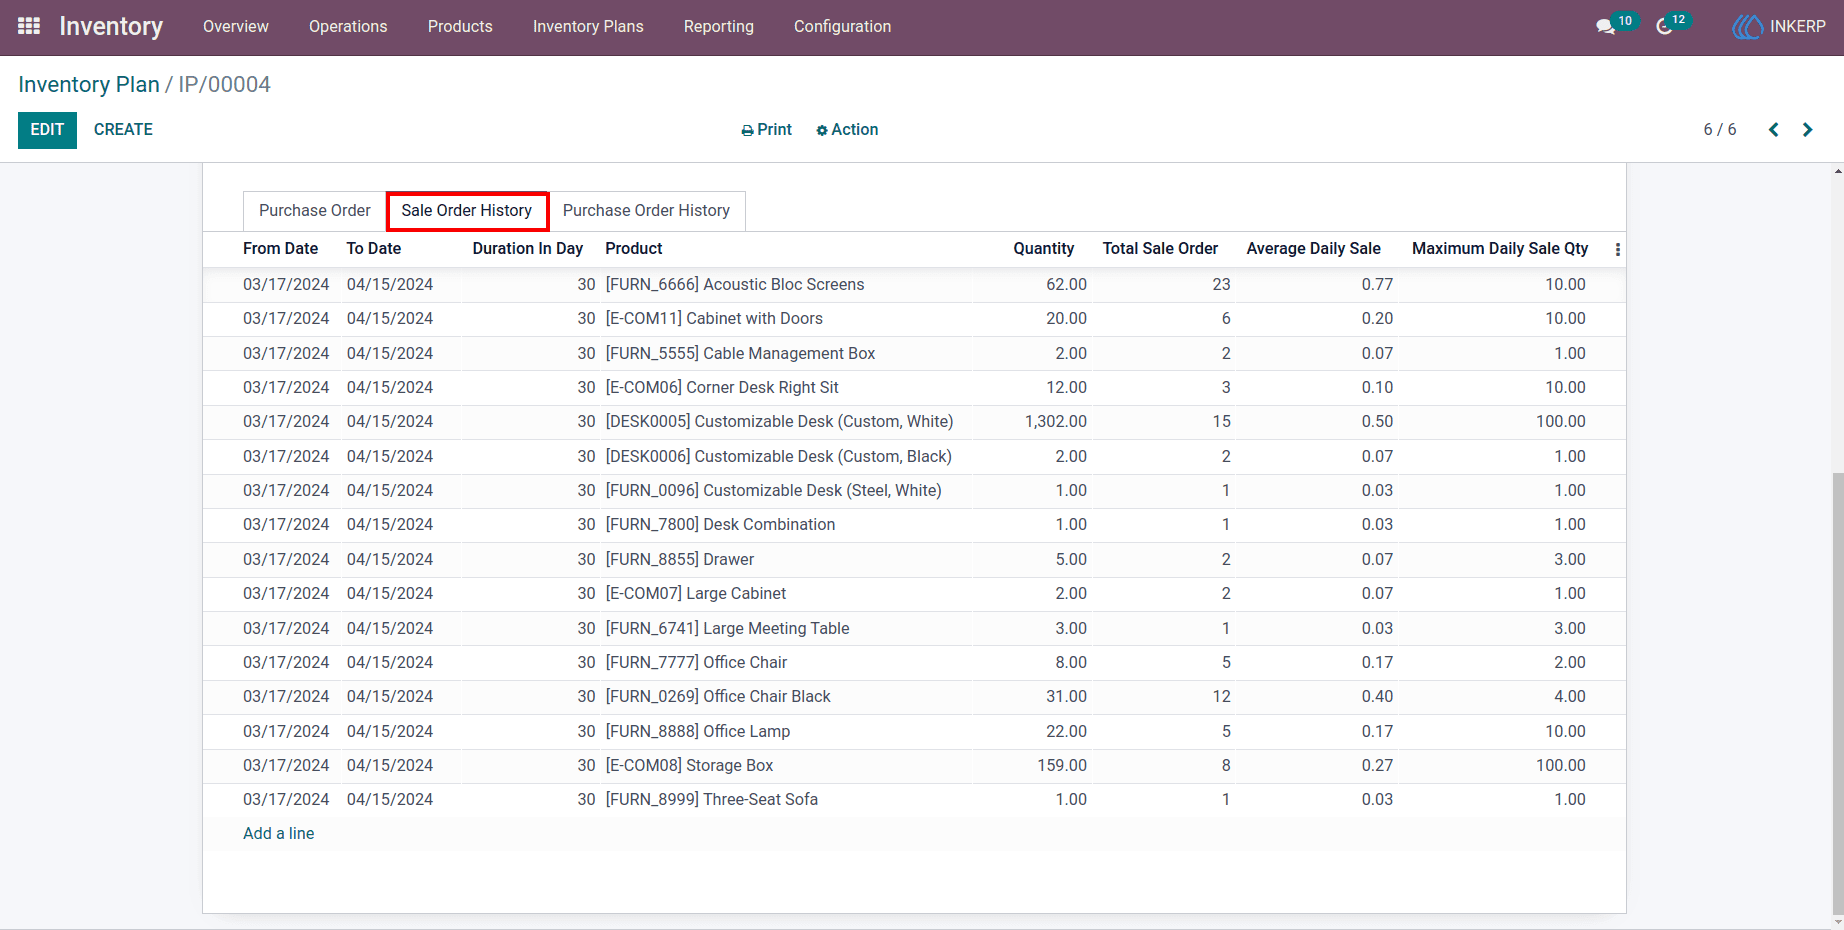 Inventory Overview Operations Products Inventory Plans Reporting Configuration 10 12 INKERP
Inventory Plan / IP/00004
EDIT CREATE Print Action 6 / 6
Purchase Order Sale Order History Purchase Order History
From Date To Date Duration In Day Product Quantity Total Sale Order Average Daily Sale Maximum Daily Sale Qty
03/17/2024 04/15/2024 30 [FURN_6666] Acoustic Bloc Screens 62.00 23 0.77 10.00
03/17/2024 04/15/2024 30 [E-COM11] Cabinet with Doors 20.00 6 0.20 10.00
03/17/2024 04/15/2024 30 [FURN_5555] Cable Management Box 2.00 2 0.07 1.00
03/17/2024 04/15/2024 30 [E-COM06] Corner Desk Right Sit 12.00 3 0.10 10.00
03/17/2024 04/15/2024 30 [DESK0005] Customizable Desk (Custom, White) 1,302.00 15 0.50 100.00
03/17/2024 04/15/2024 30 [DESK0006] Customizable Desk (Custom, Black) 2.00 2 0.07 1.00
03/17/2024 04/15/2024 30 [FURN_0096] Customizable Desk (Steel, White) 1.00 1 0.03 1.00
03/17/2024 04/15/2024 30 [FURN_7800] Desk Combination 1.00 1 0.03 1.00
03/17/2024 04/15/2024 30 [FURN_8855] Drawer 5.00 2 0.07 3.00
03/17/2024 04/15/2024 30 [E-COM07] Large Cabinet 2.00 2 0.07 1.00
03/17/2024 04/15/2024 30 [FURN_6741] Large Meeting Table 3.00 1 0.03 3.00
03/17/2024 04/15/2024 30 [FURN_7777] Office Chair 8.00 5 0.17 2.00
03/17/2024 04/15/2024 30 [FURN_0269] Office Chair Black 31.00 12 0.40 4.00
03/17/2024 04/15/2024 30 [FURN_8888] Office Lamp 22.00 5 0.17 10.00
03/17/2024 04/15/2024 30 [E-COM08] Storage Box 159.00 8 0.27 100.00
03/17/2024 04/15/2024 30 [FURN_8999] Three-Seat Sofa 1.00 1 0.03 1.00
Add a line